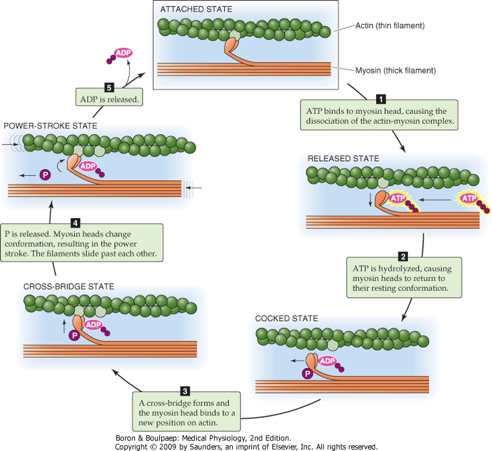 ATTACHED STATE
Actin (thin filament)
Myosin (thick filament)
1
ATP binds to myosin head, causing the
dissociation of the actin-myosin complex.
RELEASED STATE
ATP
ATP
2
ATP is hydrolyzed, causing
myosin heads to return to
their resting conformation.
COCKED STATE
ADP
P
3
A cross-bridge forms and
the myosin head binds to a
new position on actin.
CROSS-BRIDGE STATE
ADP
P
4
P is released. Myosin heads change
conformation, resulting in the power
stroke. The filaments slide past each other.
POWER-STROKE STATE
P
ADP
5
ADP is released.
ADP
Boron & Boulpaep: Medical Physiology, 2nd Edition.
Copyright © 2009 by Saunders, an imprint of Elsevier, Inc. All rights reserved.